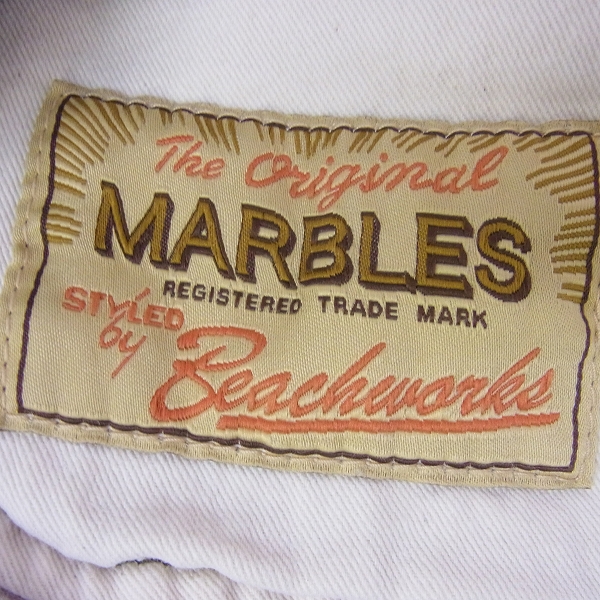 The Original
MARBLES
REGISTERED TRADE MARK
STYLED
by Beachworks